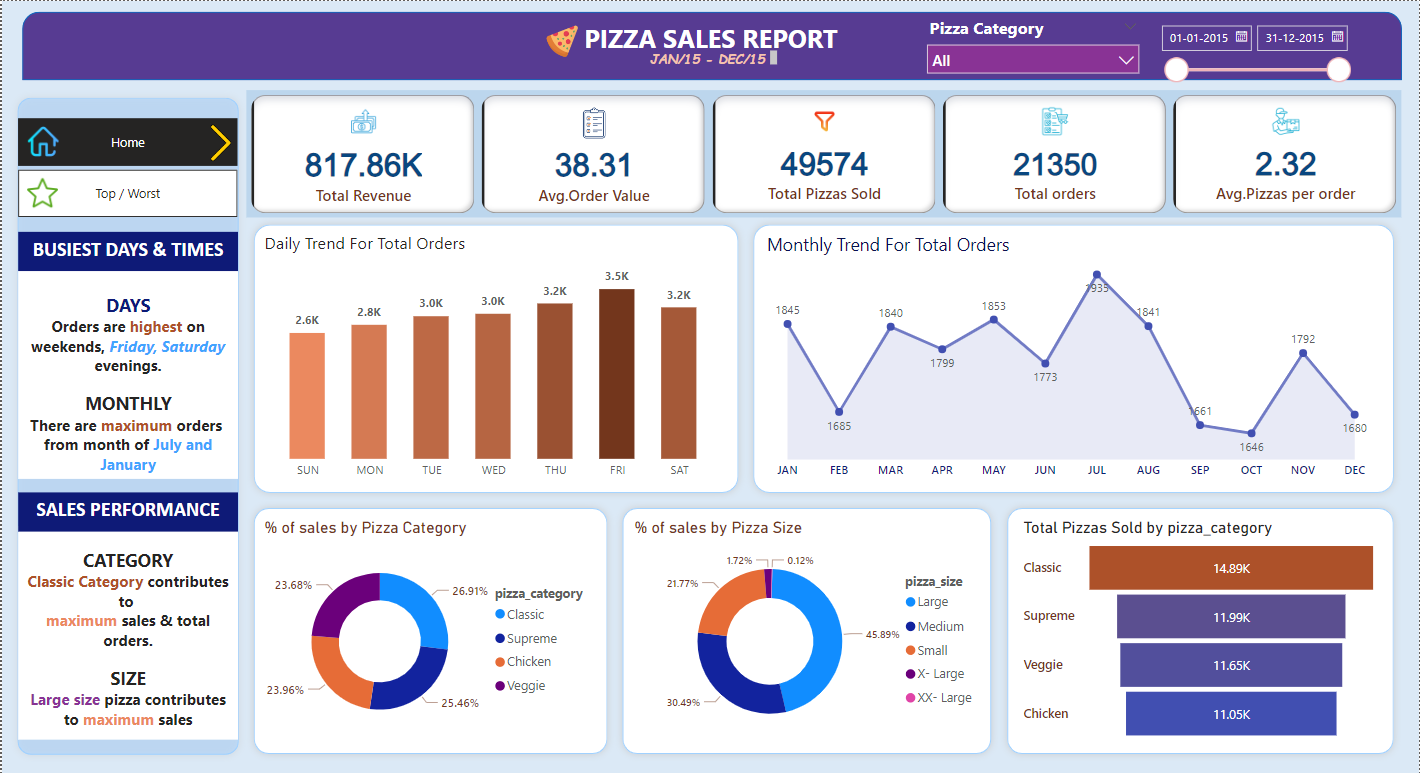 PIZZA SALES REPORT
JAN/15 - DEC/15
Pizza Category
All
01-01-2015
31-12-2015
Home
Top / Worst
817.86K
Total Revenue
38.31
Avg.Order Value
49574
Total Pizzas Sold
21350
Total orders
2.32
Avg.Pizzas per order
BUSIEST DAYS & TIMES
DAYS
Orders are highest on
weekends, Friday, Saturday
evenings.
MONTHLY
There are maximum orders
from month of July and
January
SALES PERFORMANCE
CATEGORY
Classic Category contributes
to
maximum sales & total
orders.
SIZE
Large size pizza contributes
to maximum sales
Daily Trend For Total Orders
2.6K
2.8K
3.0K
3.0K
3.2K
3.5K
3.2K
SUN MON TUE WED THU FRI SAT
Monthly Trend For Total Orders
1845
1685
1840
1799
1853
1773
1935
1841
1661
1646
1792
1680
JAN FEB MAR APR MAY JUN JUL AUG SEP OCT NOV DEC
% of sales by Pizza Category
23.68%
26.91%
23.96%
25.46%
pizza_category
Classic
Supreme
Chicken
Veggie
% of sales by Pizza Size
1.72%
0.12%
21.77%
45.89%
30.49%
pizza_size
Large
Medium
Small
X- Large
XX- Large
Total Pizzas Sold by pizza_category
Classic 14.89K
Supreme 11.99K
Veggie 11.65K
Chicken 11.05K